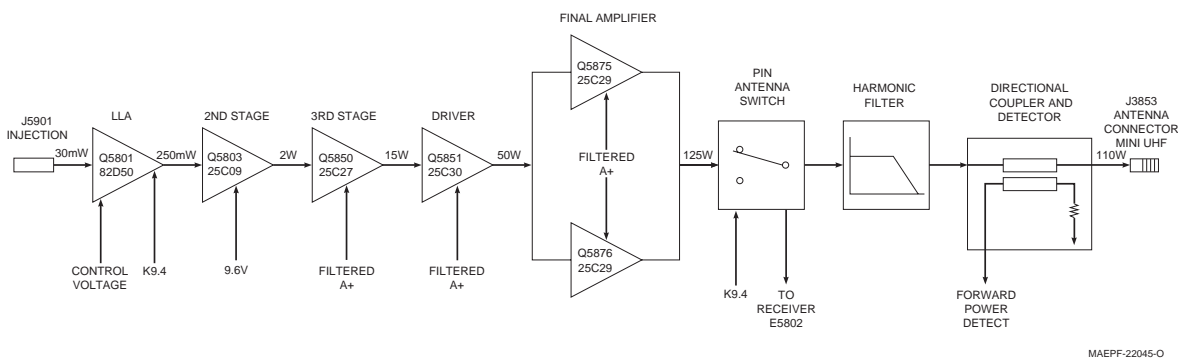 FINAL AMPLIFIER
Q5875
25C29
PIN
ANTENNA
SWITCH
HARMONIC
FILTER
DIRECTIONAL
COUPLER AND
DETECTOR
J3853
ANTENNA
CONNECTOR
MINI UHF
J5901
INJECTION
LLA
2ND STAGE
3RD STAGE
DRIVER
30mW
Q5801
82D50
250mW
Q5803
25C09
2W
Q5850
25C27
15W
Q5851
25C30
50W
FILTERED
A+
125W
110W
Q5876
25C29
CONTROL
VOLTAGE
K9.4
9.6V
FILTERED
A+
FILTERED
A+
K9.4
TO
RECEIVER
E5802
FORWARD
POWER
DETECT
MAEPF-22045-O